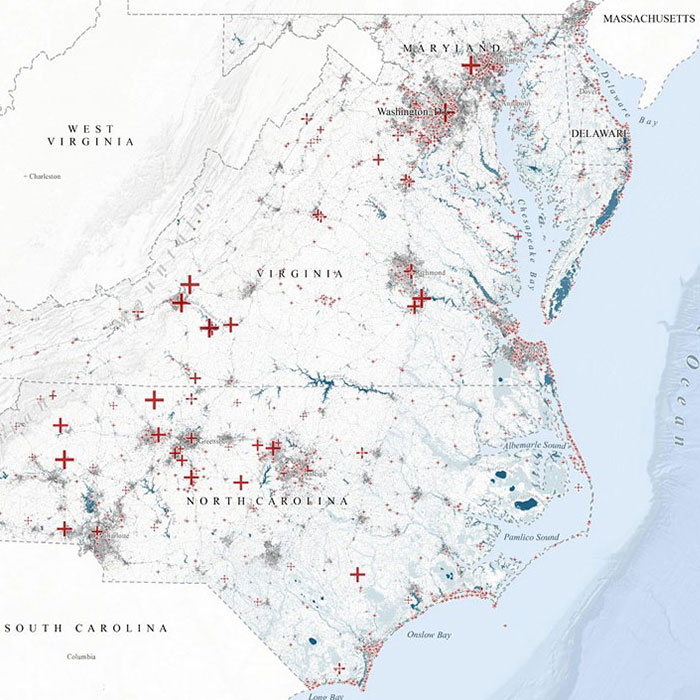 MASSACHUSETTS
MARYLAND
Delaware Bay
Washington, D
DELAWARE
WEST
VIRGINIA
Charleston
Chesapeake Bay
VIRGINIA
Richmond
Ocean
Albemarle Sound
NORTH CAROLINA
Pamlico Sound
SOUTH CAROLINA
Onslow Bay
Columbia
Long Bay